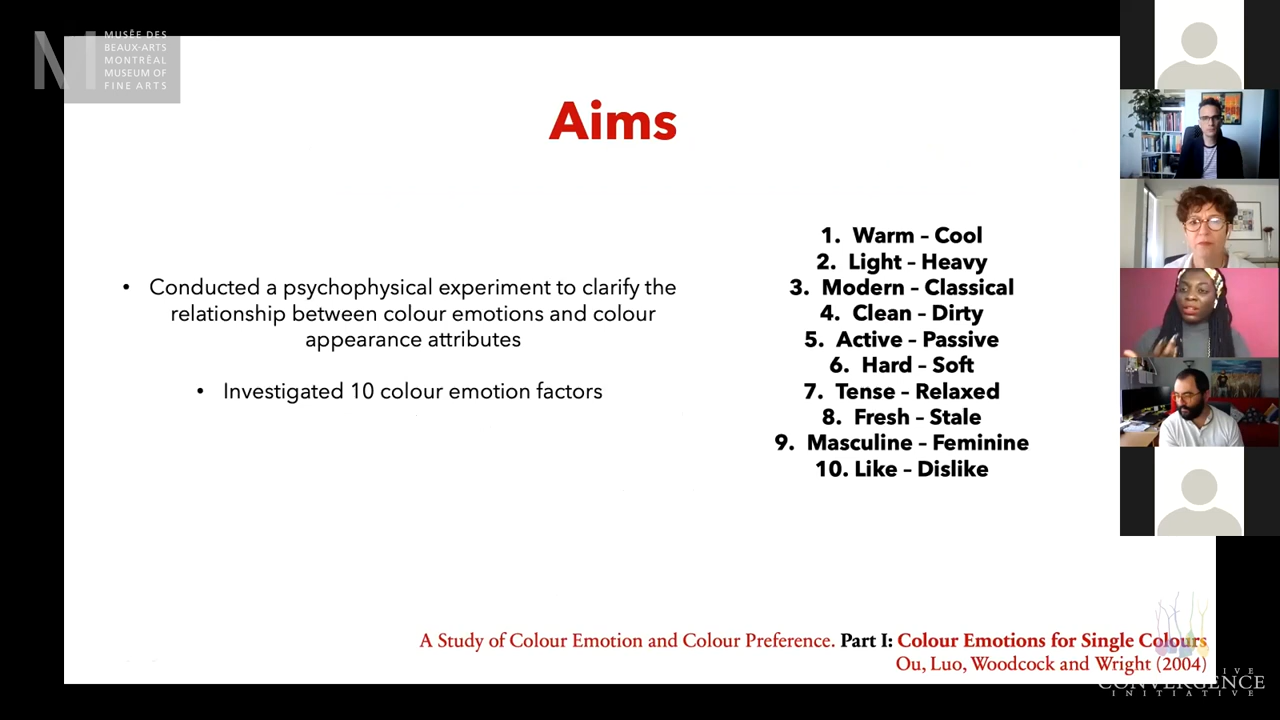 MUSÉE DES
BEAUX-ARTS
MONTRÉAL
MUSEUM OF
FINE ARTS
Aims
• Conducted a psychophysical experiment to clarify the
relationship between colour emotions and colour
appearance attributes
• Investigated 10 colour emotion factors
1. Warm – Cool
2. Light – Heavy
3. Modern – Classical
4. Clean – Dirty
5. Active – Passive
6. Hard – Soft
7. Tense – Relaxed
8. Fresh – Stale
9. Masculine – Feminine
10. Like – Dislike
A Study of Colour Emotion and Colour Preference. Part I: Colour Emotions for Single Colours
Ou, Luo, Woodcock and Wright (2004)
CONVERGENCE
INITIATIVE